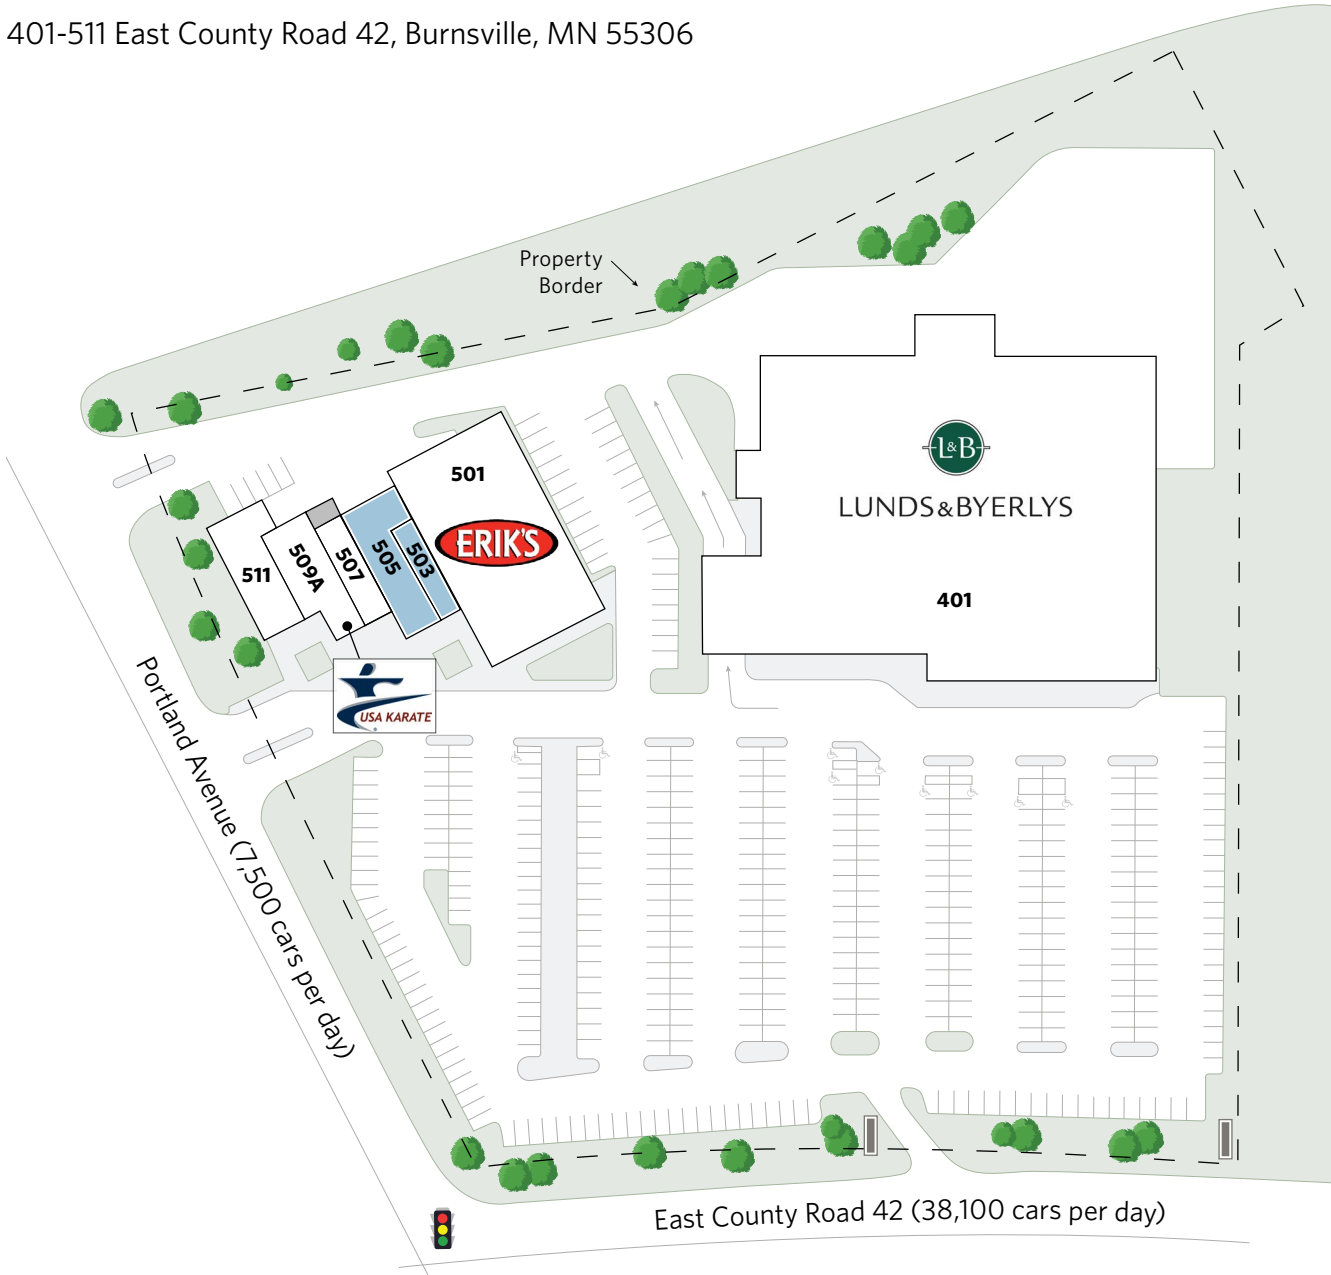 401-511 East County Road 42, Burnsville, MN 55306
Property
Border
501
ERIK'S
L&B
LUNDS&BYERLYS
401
511
509A
507
505
503
USA KARATE
Portland Avenue (7,500 cars per day)
East County Road 42 (38,100 cars per day)